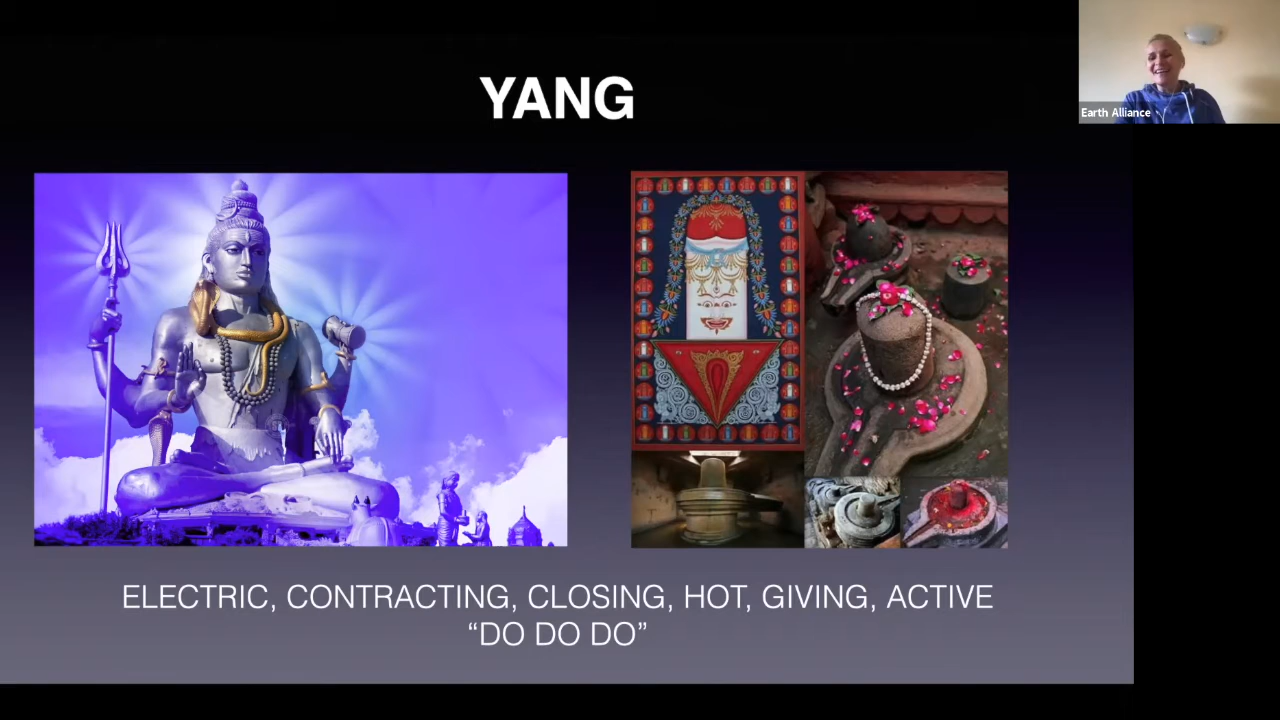 YANG
Earth Alliance
ELECTRIC, CONTRACTING, CLOSING, HOT, GIVING, ACTIVE
“DO DO DO”